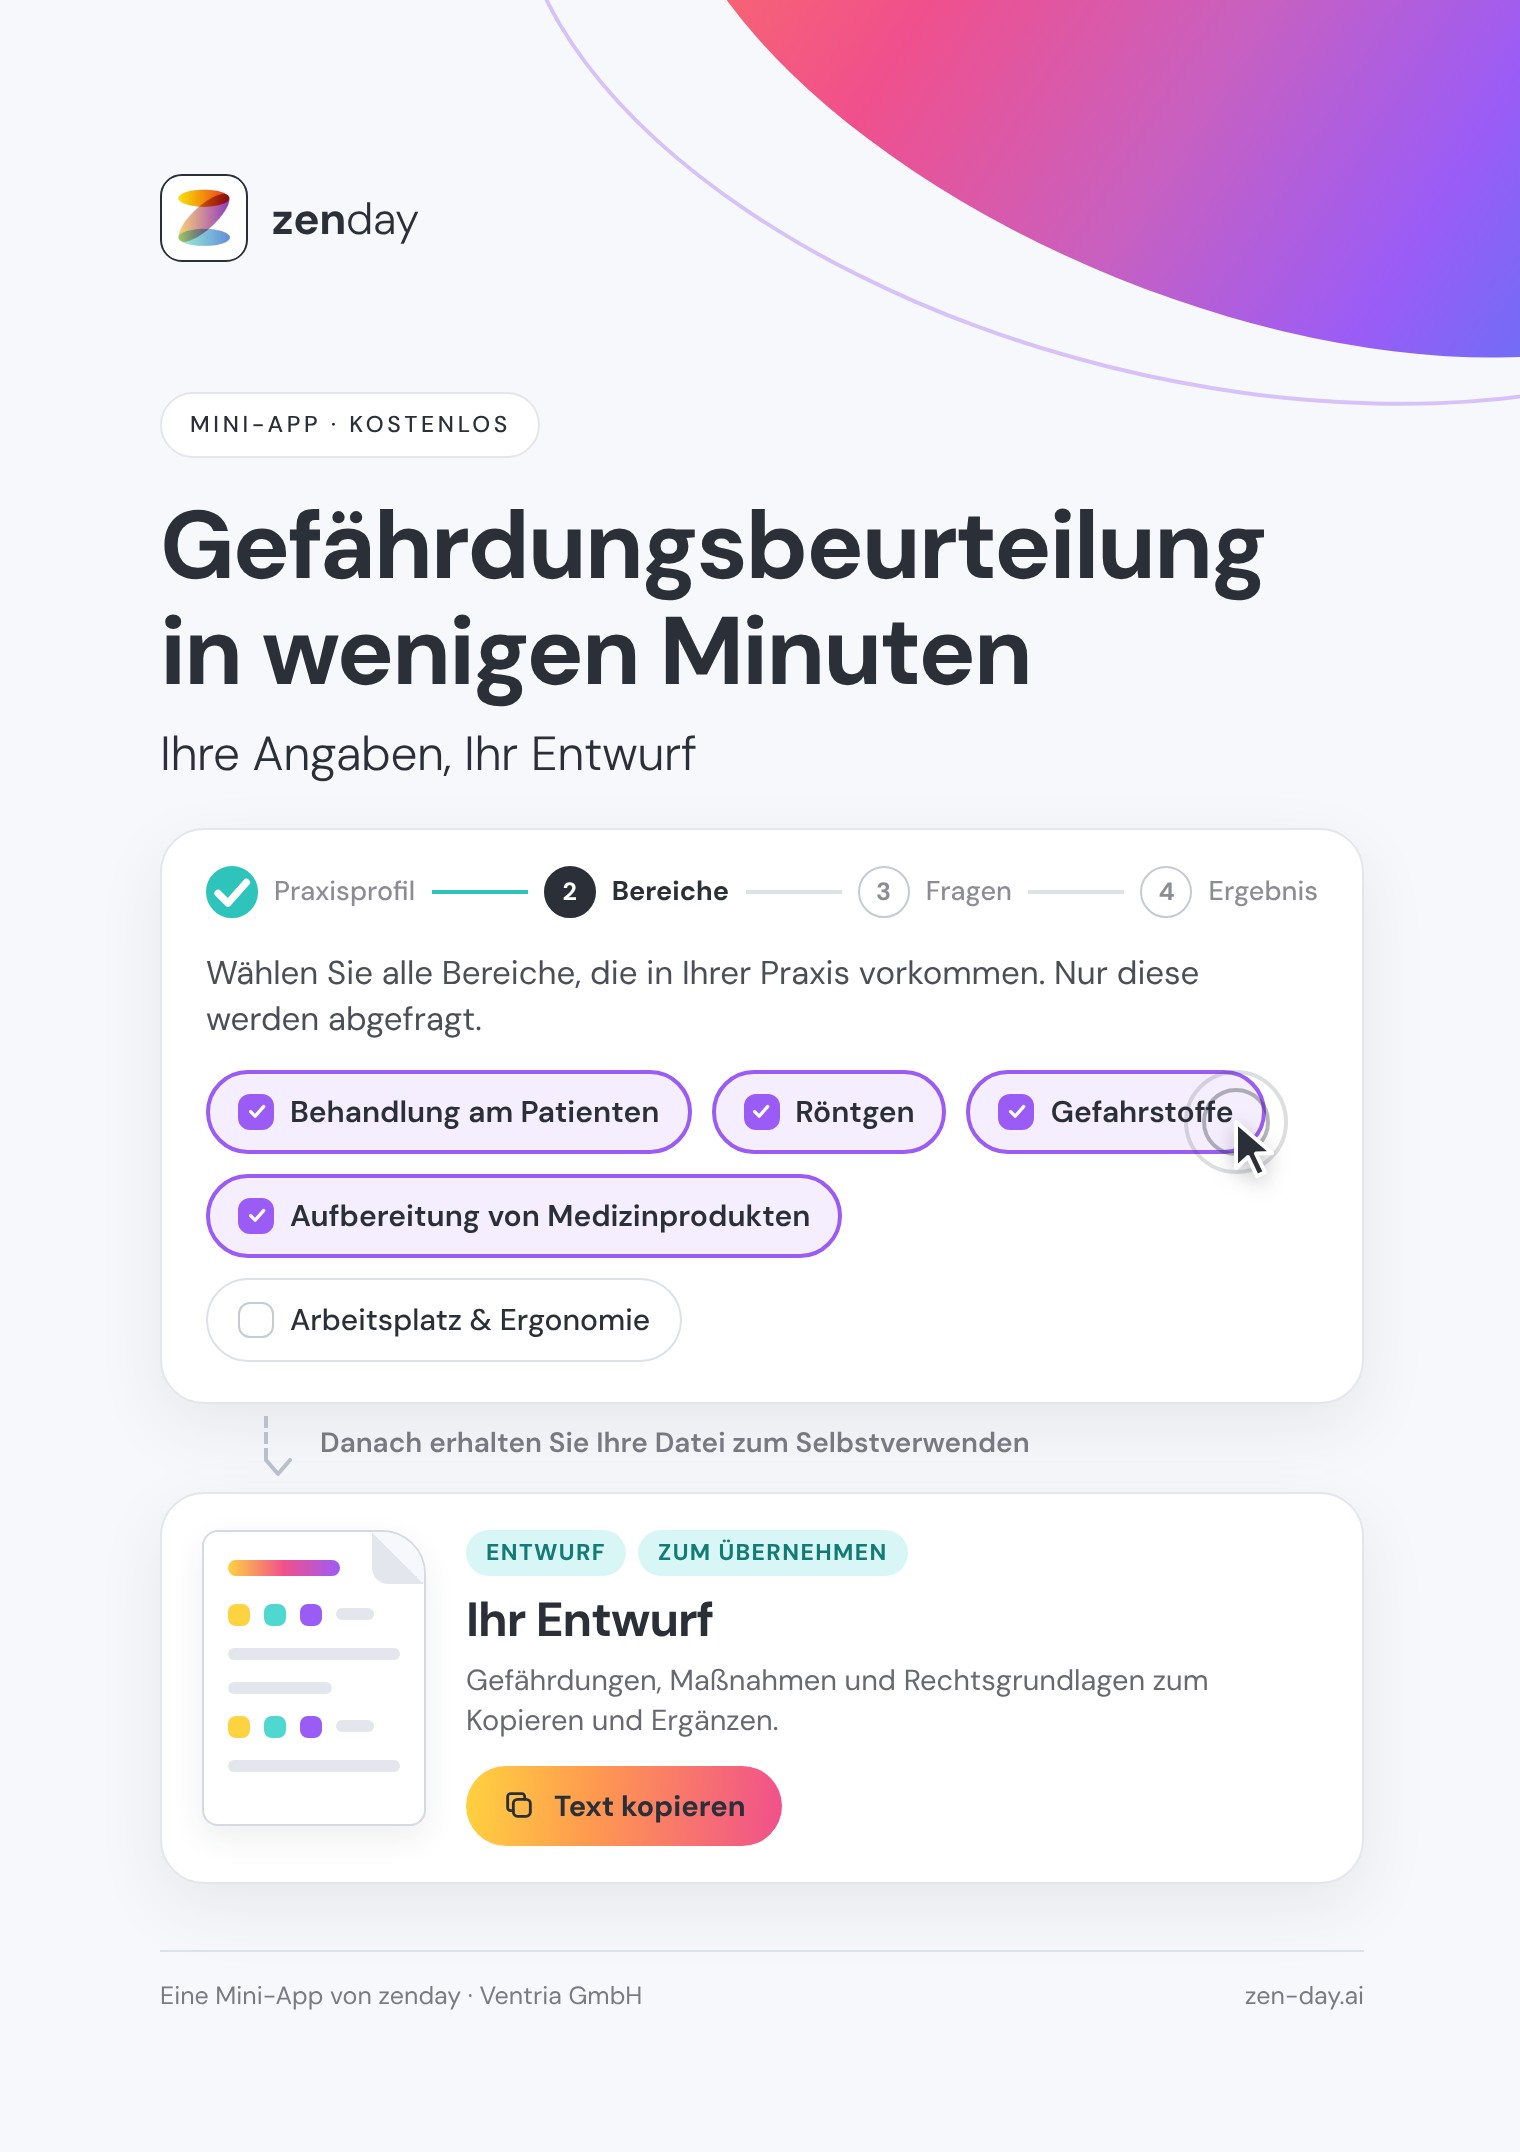 zenday
MINI-APP · KOSTENLOS
Gefährdungsbeurteilung
in wenigen Minuten
Ihre Angaben, Ihr Entwurf
Praxisprofil 2 Bereiche 3 Fragen 4 Ergebnis
Wählen Sie alle Bereiche, die in Ihrer Praxis vorkommen. Nur diese
werden abgefragt.
Behandlung am Patienten Röntgen Gefahrstoffe
Aufbereitung von Medizinprodukten
Arbeitsplatz & Ergonomie
Danach erhalten Sie Ihre Datei zum Selbstverwenden
ENTWURF ZUM ÜBERNEHMEN
Ihr Entwurf
Gefährdungen, Maßnahmen und Rechtsgrundlagen zum
Kopieren und Ergänzen.
Text kopieren
Eine Mini-App von zenday · Ventria GmbH zen-day.ai